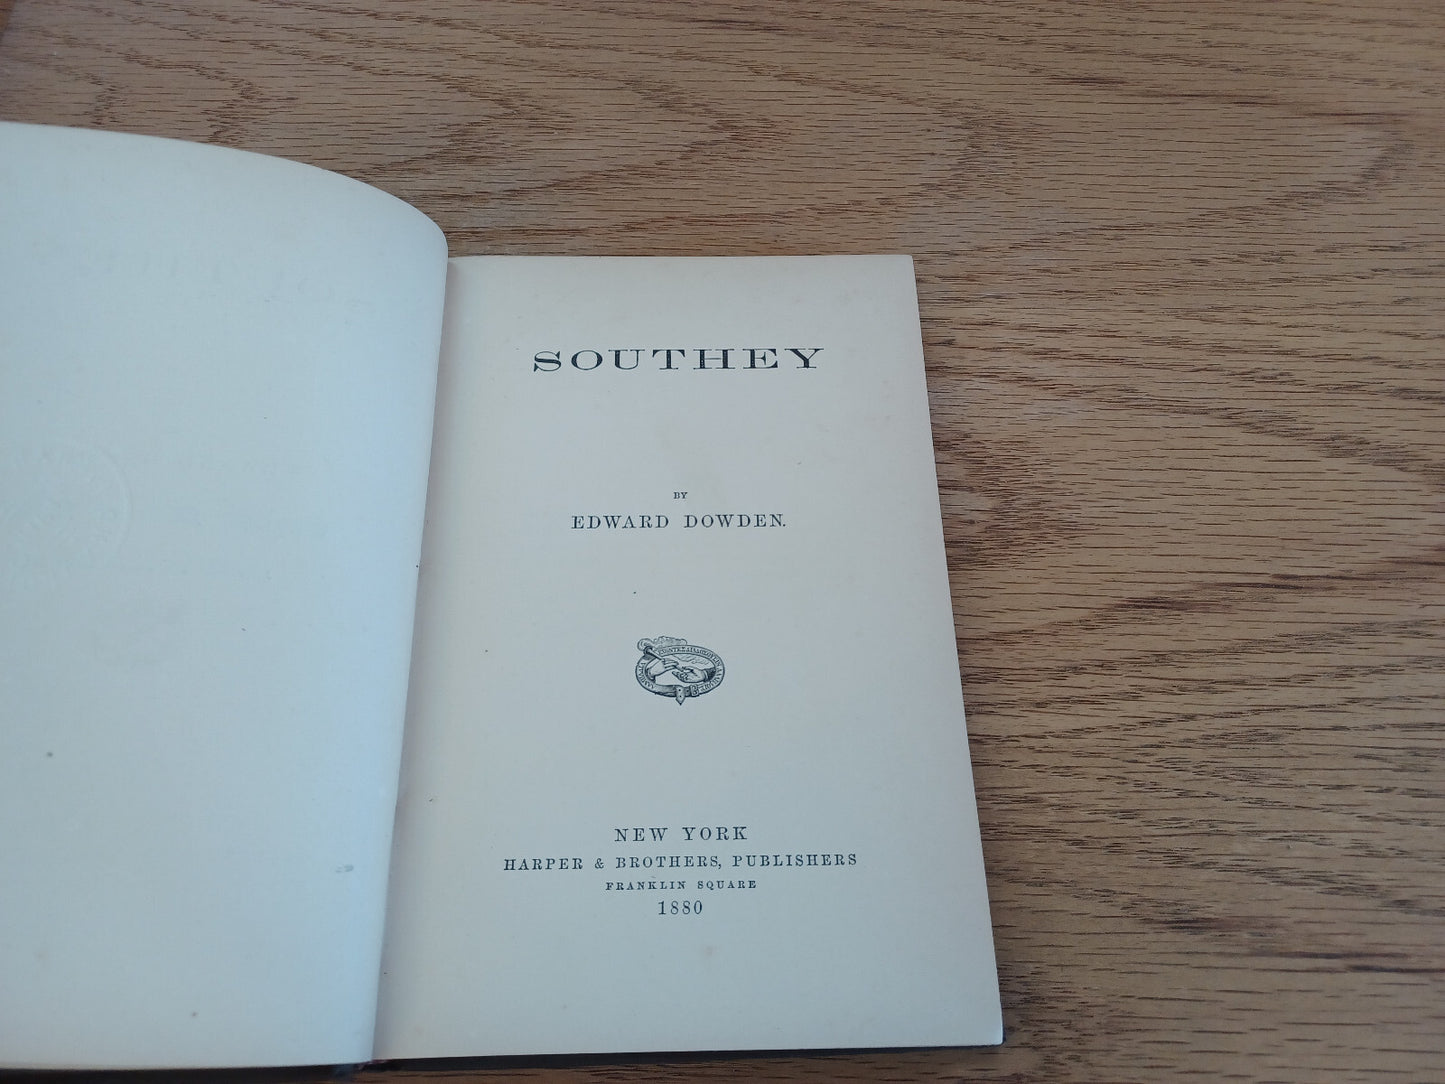 SOUTHEY
BY
EDWARD DOWDEN.
NEW YORK
HARPER & BROTHERS, PUBLISHERS
FRANKLIN SQUARE
1880